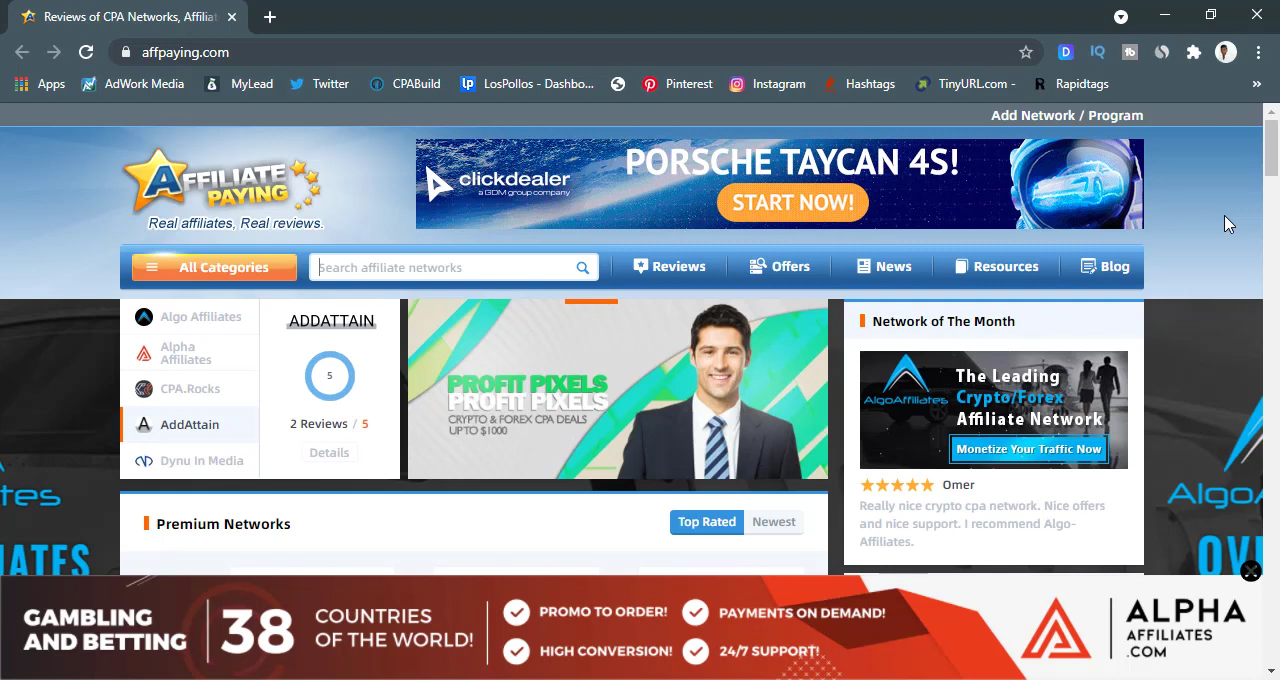 Reviews of CPA Networks, Affiliat
affpaying.com
Apps
AdWork Media
MyLead
Twitter
CPABuild
LosPollos - Dashbo...
Pinterest
Instagram
Hashtags
TinyURL.com -
Rapidtags
Add Network / Program
AFFILIATE
PAYING
Real affiliates, Real reviews.
clickdealer
a GDM group company
PORSCHE TAYCAN 4S!
START NOW!
All Categories
Search affiliate networks
Reviews
Offers
News
Resources
Blog
Algo Affiliates
Alpha
Affiliates
CPA.Rocks
AddAttain
Dynu In Media
ADDATTAIN
5
2 Reviews / 5
Details
PROFIT PIXELS
PROFIT PIXELS
CRYPTO & FOREX CPA DEALS
UP TO $1000
Network of The Month
AlgoAffiliates
The Leading
Crypto/Forex
Affiliate Network
Monetize Your Traffic Now
Omer
Really nice crypto cpa network. Nice offers
and nice support. I recommend Algo-
Affiliates.
Premium Networks
Top Rated
Newest
iates
IATES
Algo
OV
GAMBLING
AND BETTING
38
COUNTRIES
OF THE WORLD!
PROMO TO ORDER!
PAYMENTS ON DEMAND!
HIGH CONVERSION!
24/7 SUPPORT!
ALPHA
AFFILIATES
.COM